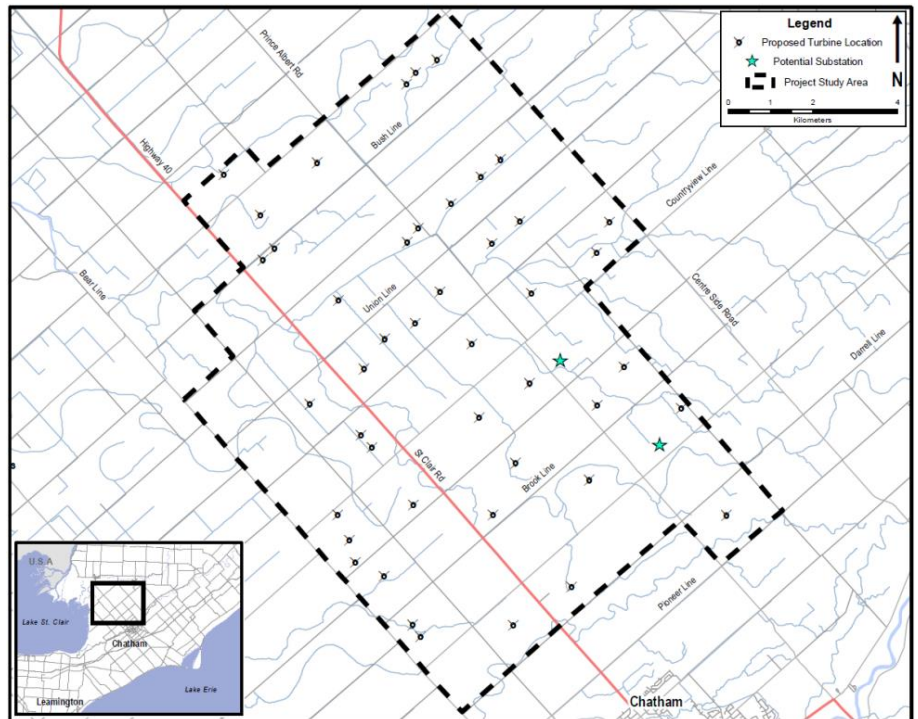 Legend
Proposed Turbine Location
Potential Substation
Project Study Area
N
0 1 2 4
Kilometers
Prince Albert Rd
Bush Line
Highway 40
Countryview Line
Bear Line
Union Line
Centre Side Road
Darrell Line
St Clair Rd
Brook Line
Pioneer Line
Chatham
U.S.A
Lake St. Clair
Chatham
Lake Erie
Leamington